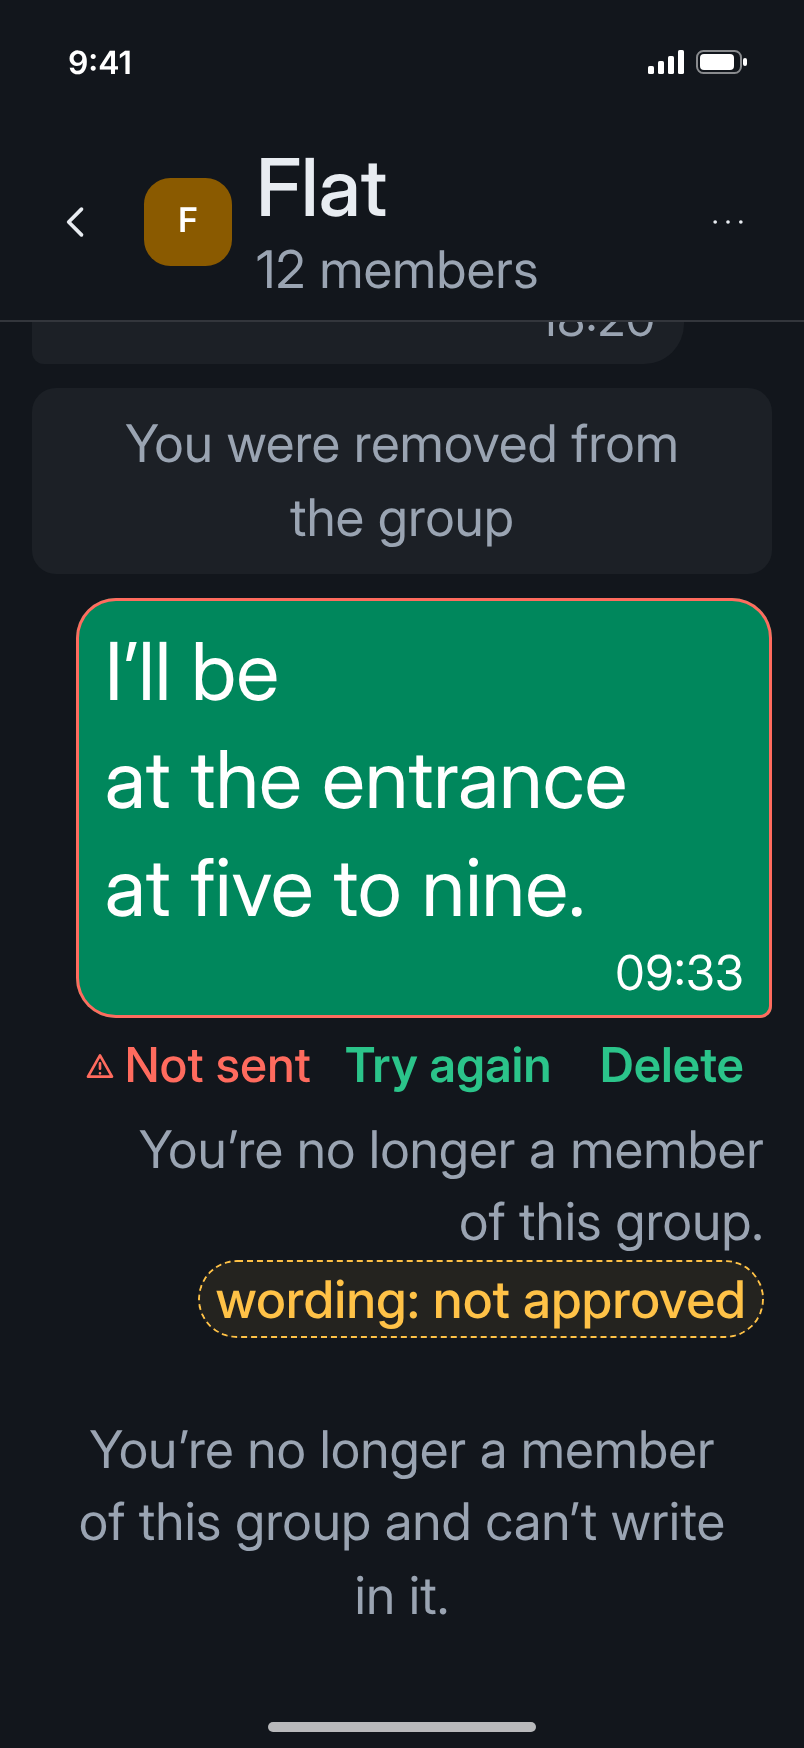 9:41
F
Flat
12 members
18:20
You were removed from
the group
I’ll be
at the entrance
at five to nine.
09:33
Not sent Try again Delete
You’re no longer a member
of this group.
wording: not approved
You’re no longer a member
of this group and can’t write
in it.